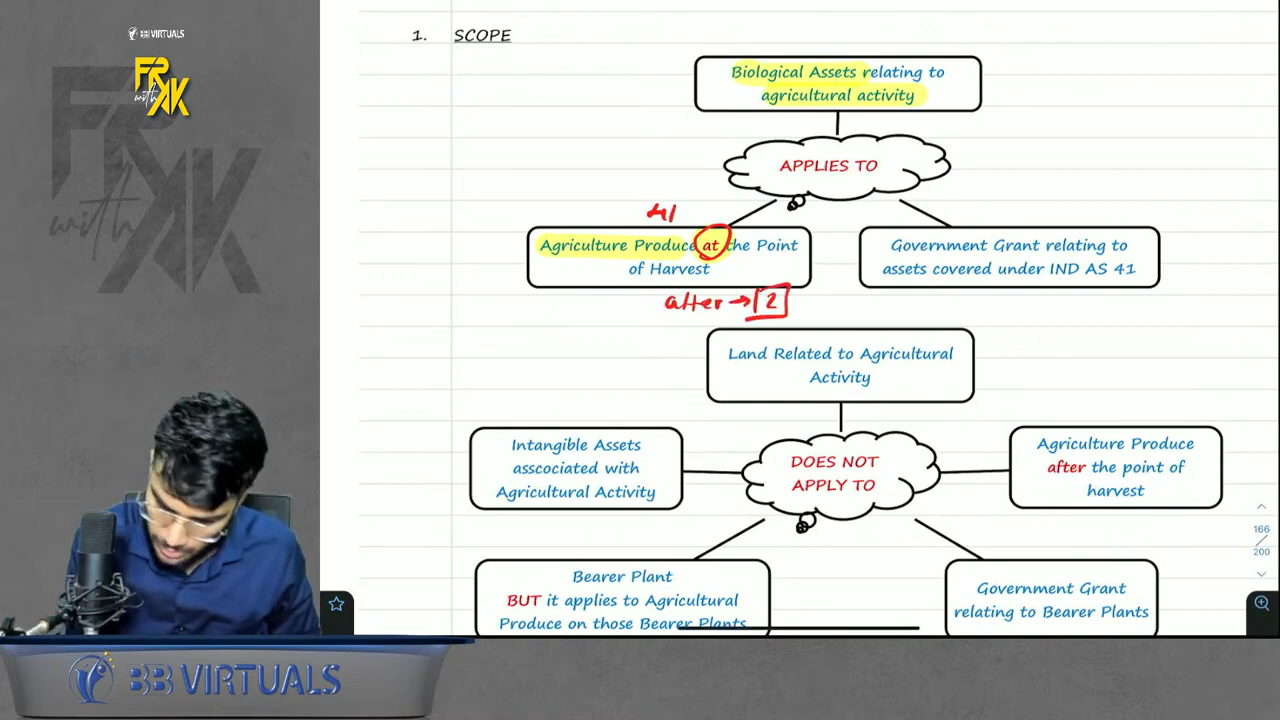 BB VIRTUALS
FR
with
AK
FR
with
AK
1. SCOPE
Biological Assets relating to
agricultural activity
APPLIES TO
41
Agriculture Produce at the Point
of Harvest
after → 2
Government Grant relating to
assets covered under IND AS 41
Land Related to Agricultural
Activity
Intangible Assets
asscociated with
Agricultural Activity
DOES NOT
APPLY TO
Agriculture Produce
after the point of
harvest
Bearer Plant
BUT it applies to Agricultural
Produce on those Bearer Plants
Government Grant
relating to Bearer Plants
166
200
BB VIRTUALS